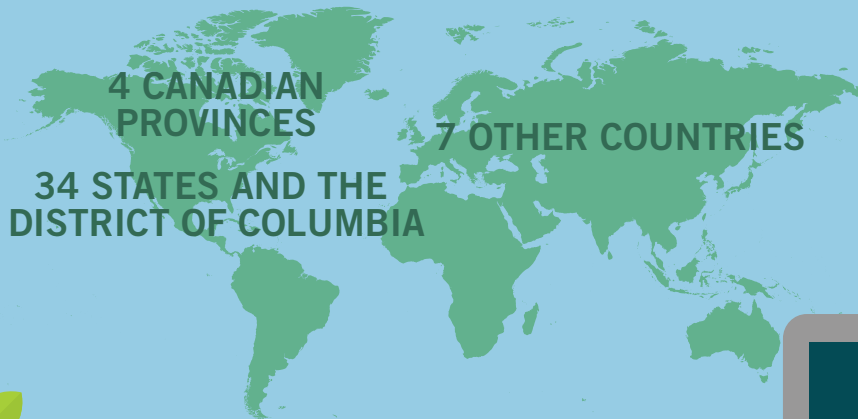 4 CANADIAN
PROVINCES
7 OTHER COUNTRIES
34 STATES AND THE
DISTRICT OF COLUMBIA